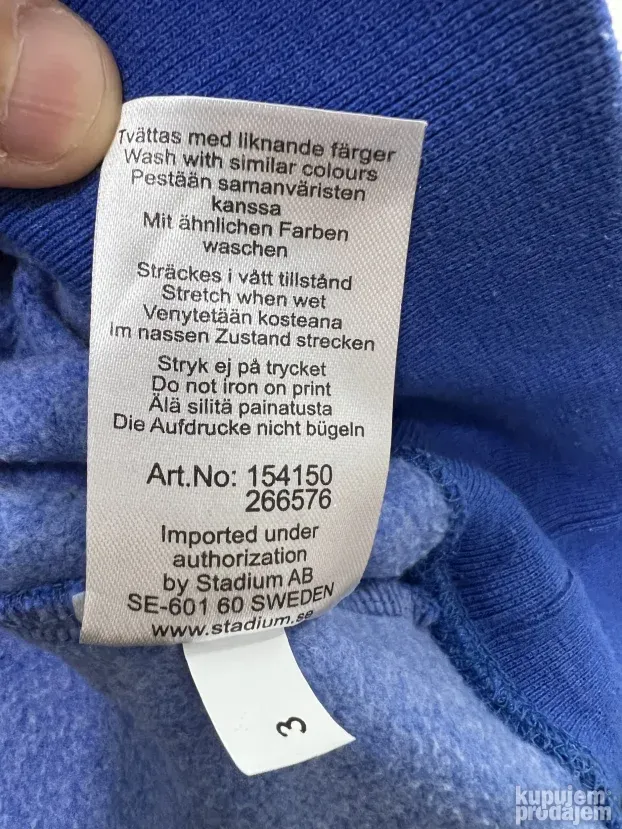 Tvättas med liknande färger
Wash with similar colours
Pestään samanväristen
kanssa
Mit ähnlichen Farben
waschen
Sträckes i vått tillstånd
Stretch when wet
Venytetään kosteana
Im nassen Zustand strecken
Stryk ej på trycket
Do not iron on print
Älä silitä painatusta
Die Aufdrucke nicht bügeln
Art.No: 154150
266576
Imported under
authorization
by Stadium AB
SE-601 60 SWEDEN
www.stadium.se
3
kupujem
prodajem